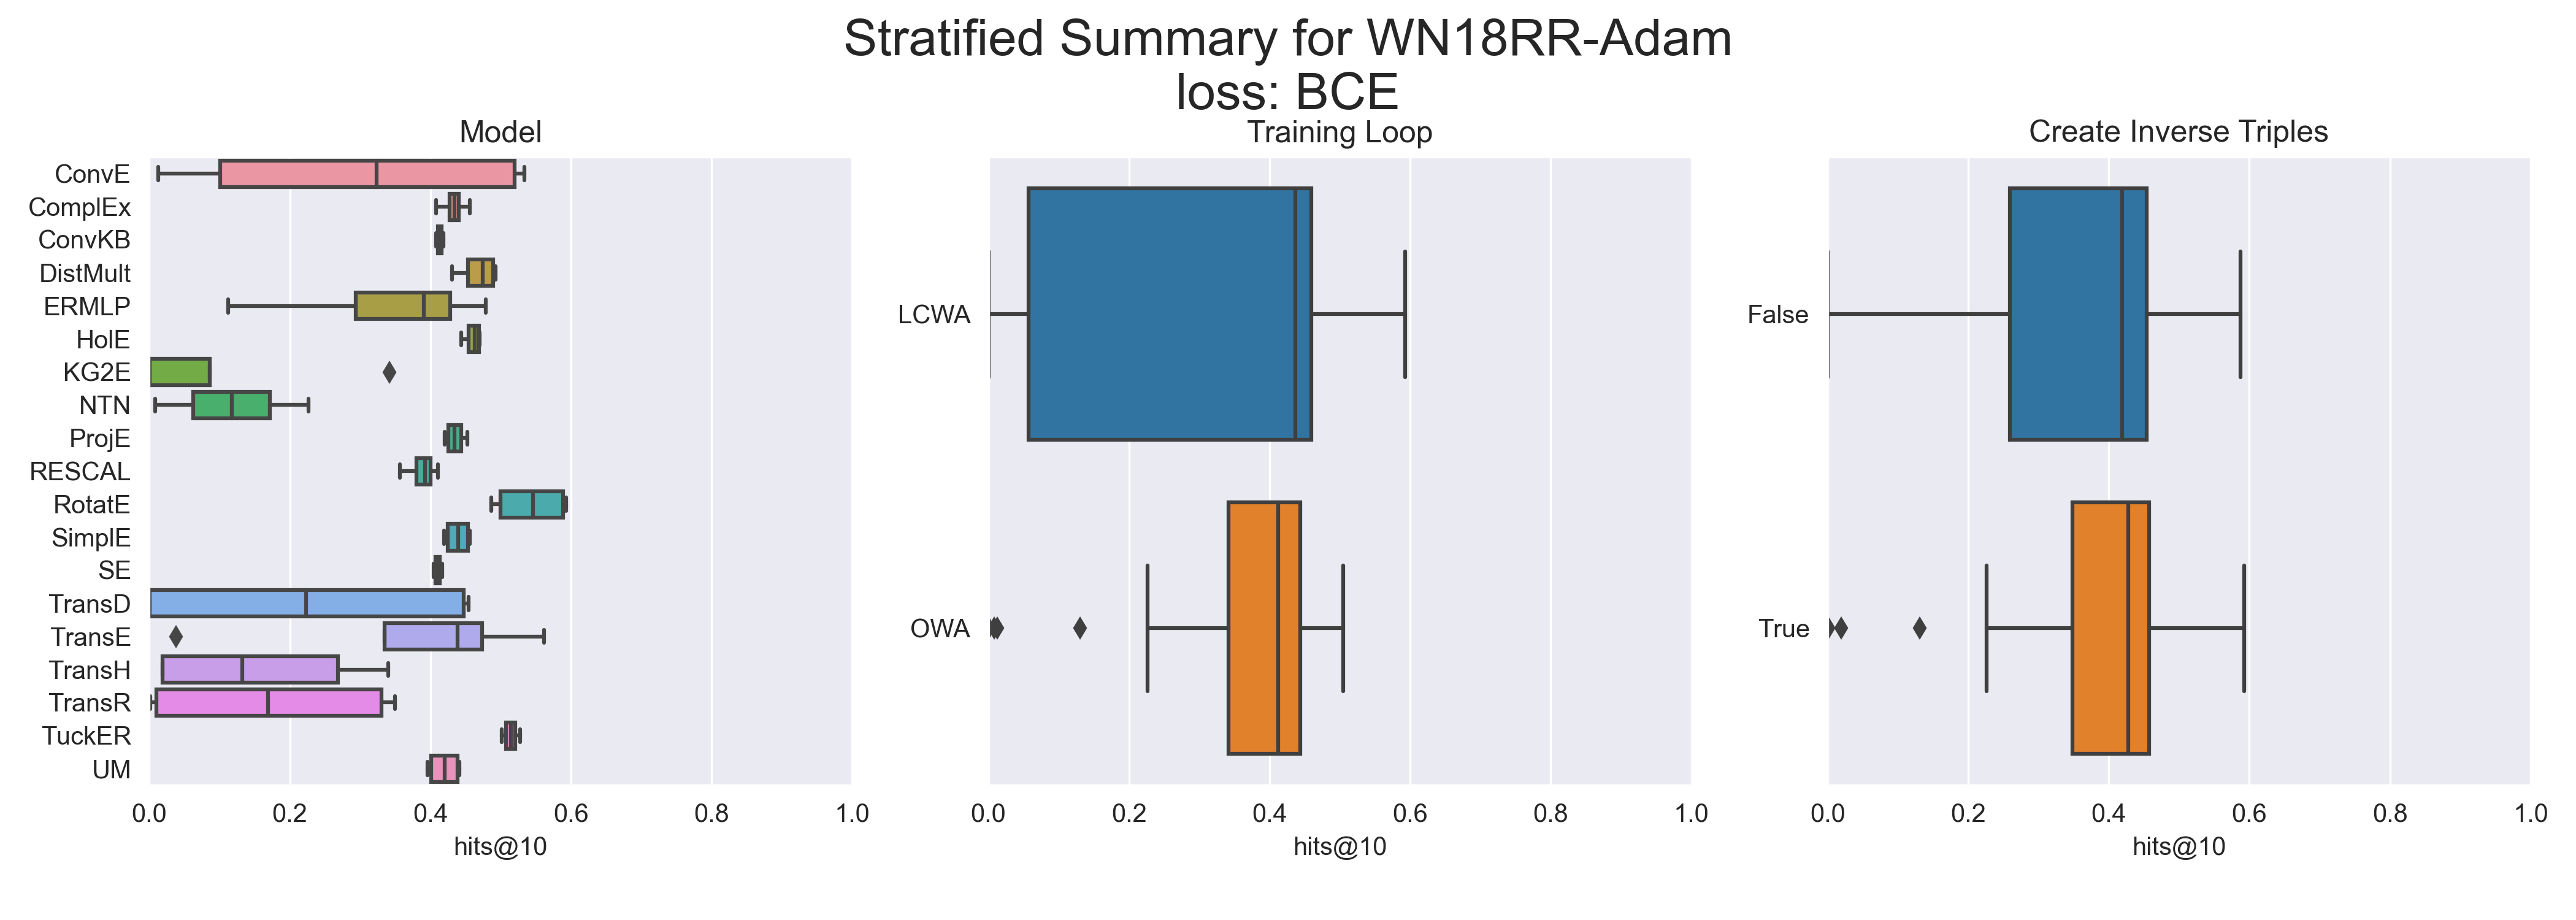 Stratified Summary for WN18RR-Adam
loss: BCE
Model
ConvE
ComplEx
ConvKB
DistMult
ERMLP
HolE
KG2E
NTN
ProjE
RESCAL
RotatE
SimplE
SE
TransD
TransE
TransH
TransR
TuckER
UM
0.0 0.2 0.4 0.6 0.8 1.0
hits@10
Training Loop
LCWA
OWA
0.0 0.2 0.4 0.6 0.8 1.0
hits@10
Create Inverse Triples
False
True
0.0 0.2 0.4 0.6 0.8 1.0
hits@10